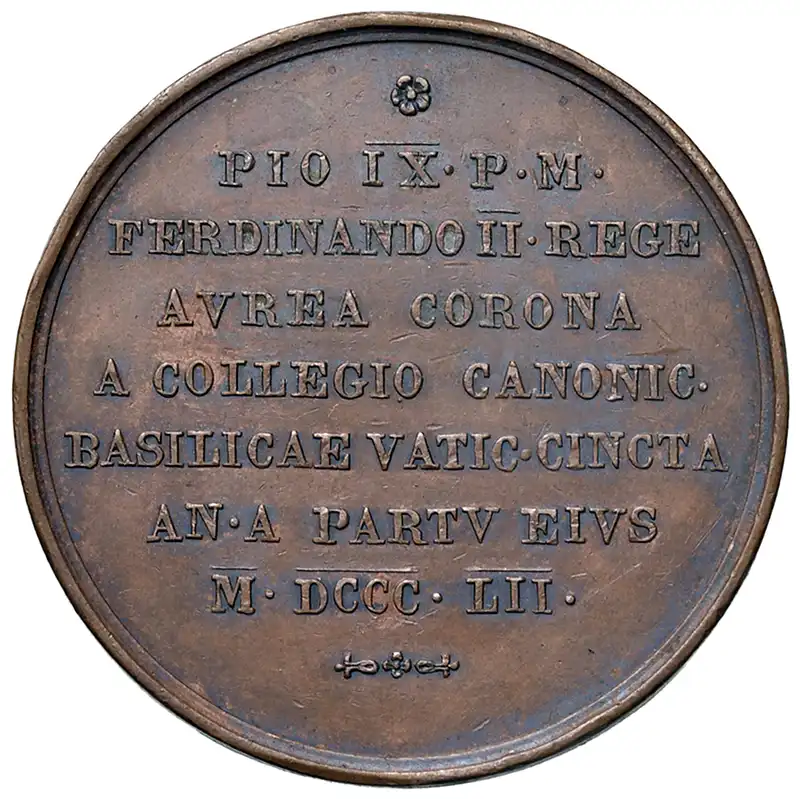 PIO IX·P·M·
FERDINANDO II·REGE
AVREA CORONA
A COLLEGIO CANONIC·
BASILICAE VATIC·CINCTA
AN·A PARTV EIVS
M·DCCC·LII·